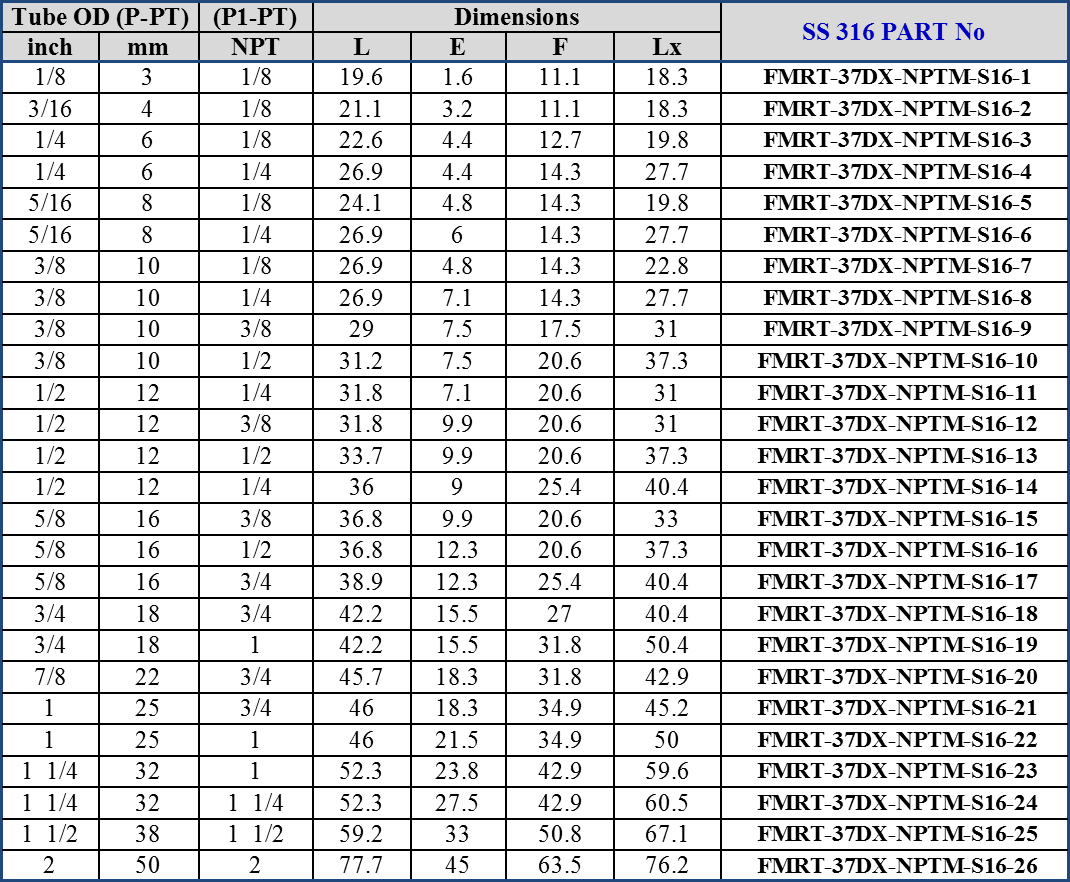 Tube OD (P-PT) (P1-PT) Dimensions SS 316 PART No
inch mm NPT L E F Lx
1/8 3 1/8 19.6 1.6 11.1 18.3 FMRT-37DX-NPTM-S16-1
3/16 4 1/8 21.1 3.2 11.1 18.3 FMRT-37DX-NPTM-S16-2
1/4 6 1/8 22.6 4.4 12.7 19.8 FMRT-37DX-NPTM-S16-3
1/4 6 1/4 26.9 4.4 14.3 27.7 FMRT-37DX-NPTM-S16-4
5/16 8 1/8 24.1 4.8 14.3 19.8 FMRT-37DX-NPTM-S16-5
5/16 8 1/4 26.9 6 14.3 27.7 FMRT-37DX-NPTM-S16-6
3/8 10 1/8 26.9 4.8 14.3 22.8 FMRT-37DX-NPTM-S16-7
3/8 10 1/4 26.9 7.1 14.3 27.7 FMRT-37DX-NPTM-S16-8
3/8 10 3/8 29 7.5 17.5 31 FMRT-37DX-NPTM-S16-9
3/8 10 1/2 31.2 7.5 20.6 37.3 FMRT-37DX-NPTM-S16-10
1/2 12 1/4 31.8 7.1 20.6 31 FMRT-37DX-NPTM-S16-11
1/2 12 3/8 31.8 9.9 20.6 31 FMRT-37DX-NPTM-S16-12
1/2 12 1/2 33.7 9.9 20.6 37.3 FMRT-37DX-NPTM-S16-13
1/2 12 1/4 36 9 25.4 40.4 FMRT-37DX-NPTM-S16-14
5/8 16 3/8 36.8 9.9 20.6 33 FMRT-37DX-NPTM-S16-15
5/8 16 1/2 36.8 12.3 20.6 37.3 FMRT-37DX-NPTM-S16-16
5/8 16 3/4 38.9 12.3 25.4 40.4 FMRT-37DX-NPTM-S16-17
3/4 18 3/4 42.2 15.5 27 40.4 FMRT-37DX-NPTM-S16-18
3/4 18 1 42.2 15.5 31.8 50.4 FMRT-37DX-NPTM-S16-19
7/8 22 3/4 45.7 18.3 31.8 42.9 FMRT-37DX-NPTM-S16-20
1 25 3/4 46 18.3 34.9 45.2 FMRT-37DX-NPTM-S16-21
1 25 1 46 21.5 34.9 50 FMRT-37DX-NPTM-S16-22
1 1/4 32 1 52.3 23.8 42.9 59.6 FMRT-37DX-NPTM-S16-23
1 1/4 32 1 1/4 52.3 27.5 42.9 60.5 FMRT-37DX-NPTM-S16-24
1 1/2 38 1 1/2 59.2 33 50.8 67.1 FMRT-37DX-NPTM-S16-25
2 50 2 77.7 45 63.5 76.2 FMRT-37DX-NPTM-S16-26